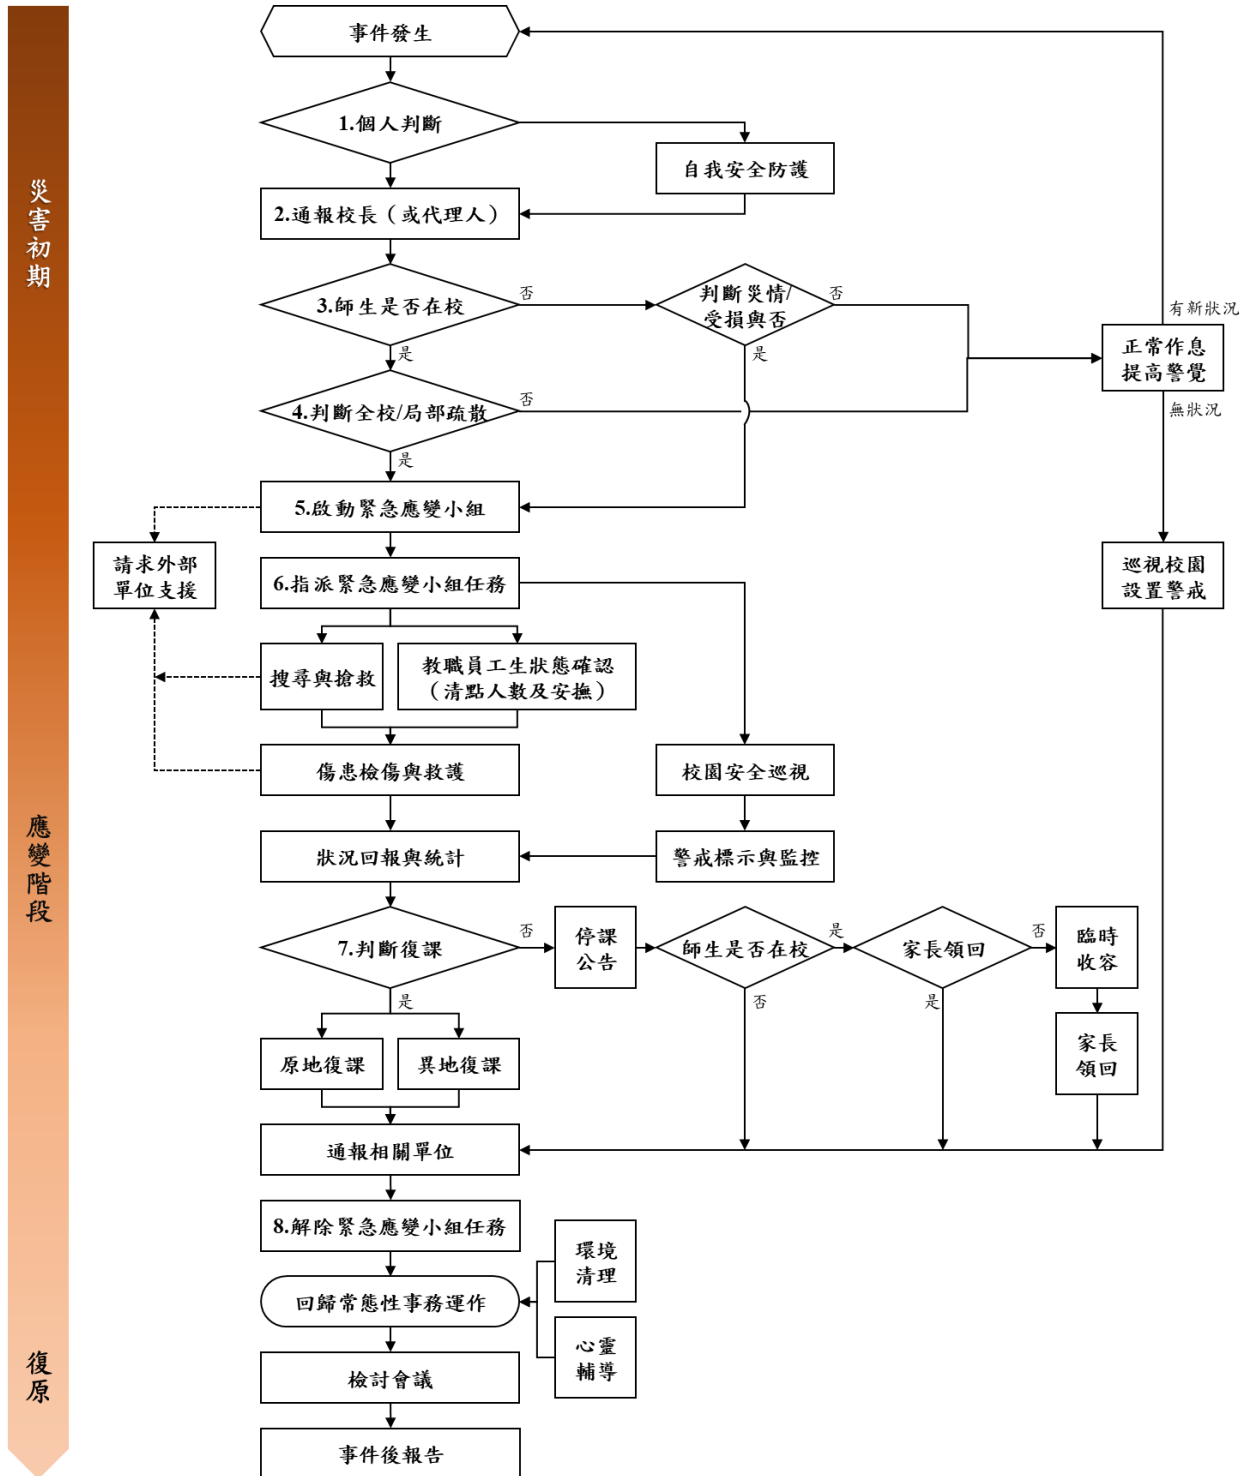 災害初期
應變階段
復原
事件發生
1.個人判斷
自我安全防護
2.通報校長（或代理人）
3.師生是否在校
否
判斷災情/
受損與否
否
有新狀況
正常作息
提高警覺
無狀況
是
是
4.判斷全校/局部疏散
否
是
5.啟動緊急應變小組
請求外部
單位支援
6.指派緊急應變小組任務
巡視校園
設置警戒
搜尋與搶救
教職員工生狀態確認
（清點人數及安撫）
傷患檢傷與救護
校園安全巡視
狀況回報與統計
警戒標示與監控
7.判斷復課
否
停課
公告
師生是否在校
是
家長領回
否
臨時
收容
是
否
是
原地復課
異地復課
家長
領回
通報相關單位
8.解除緊急應變小組任務
環境
清理
回歸常態性事務運作
心靈
輔導
檢討會議
事件後報告